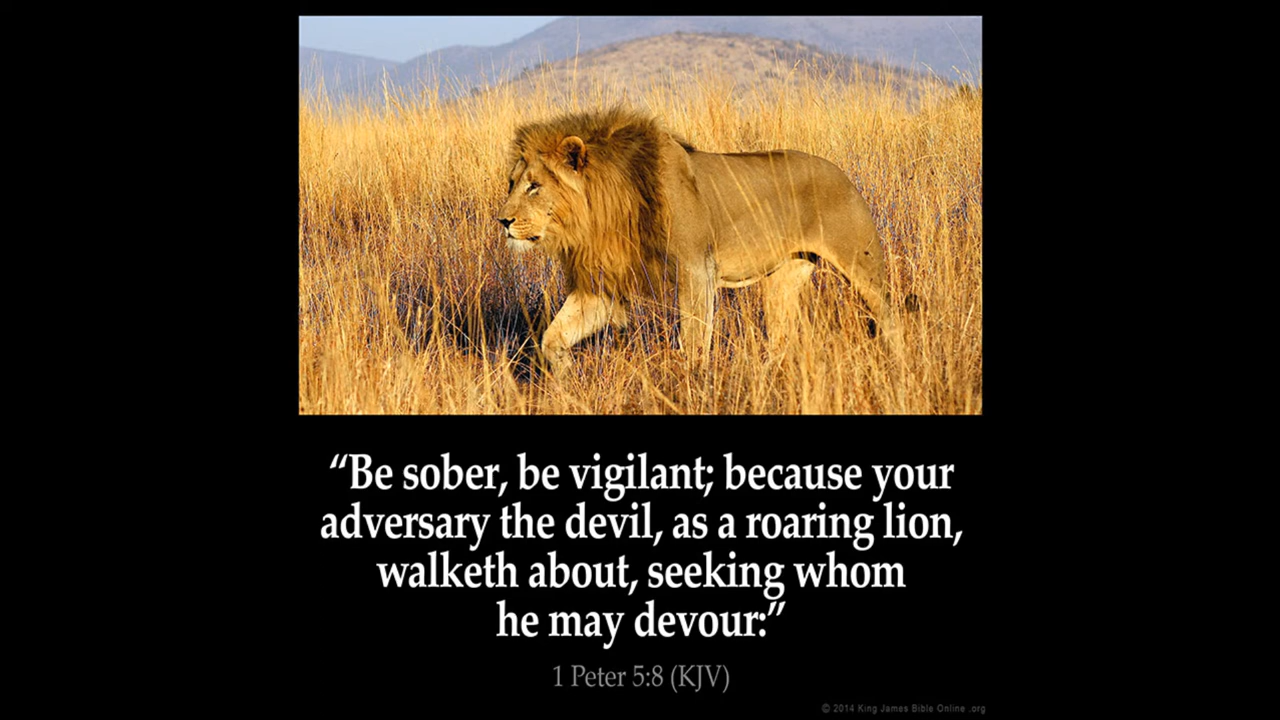 “Be sober, be vigilant; because your
adversary the devil, as a roaring lion,
walketh about, seeking whom
he may devour:”
1 Peter 5:8 (KJV)
© 2014 King James Bible Online .org